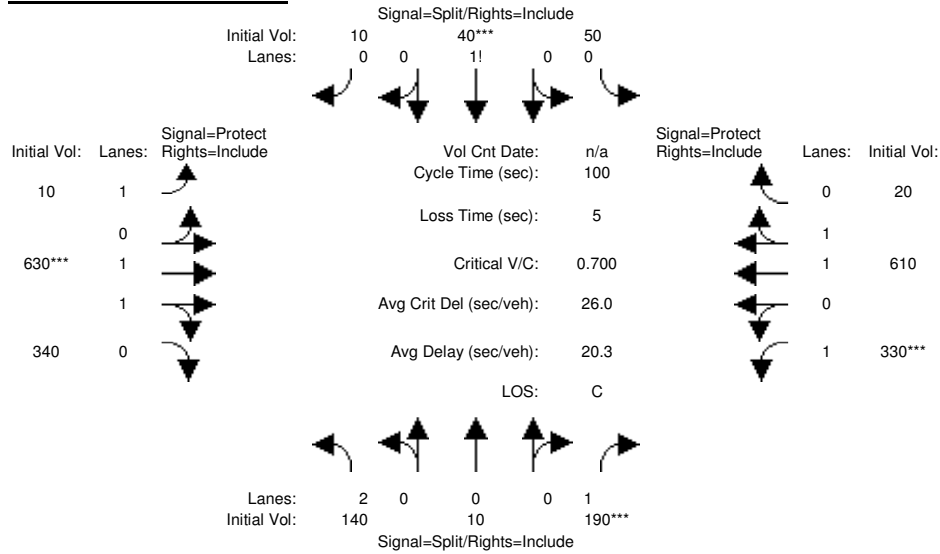 Signal=Split/Rights=Include
Initial Vol: 10 40*** 50
Lanes: 0 0 1! 0 0
Signal=Protect Signal=Protect
Initial Vol: Lanes: Rights=Include Vol Cnt Date: n/a Rights=Include Lanes: Initial Vol:
Cycle Time (sec): 100
10 1 0 20
Loss Time (sec): 5
0 1
630*** 1 Critical V/C: 0.700 1 610
1 Avg Crit Del (sec/veh): 26.0 0
340 0 Avg Delay (sec/veh): 20.3 1 330***
LOS: C
Lanes: 2 0 0 0 1
Initial Vol: 140 10 190***
Signal=Split/Rights=Include